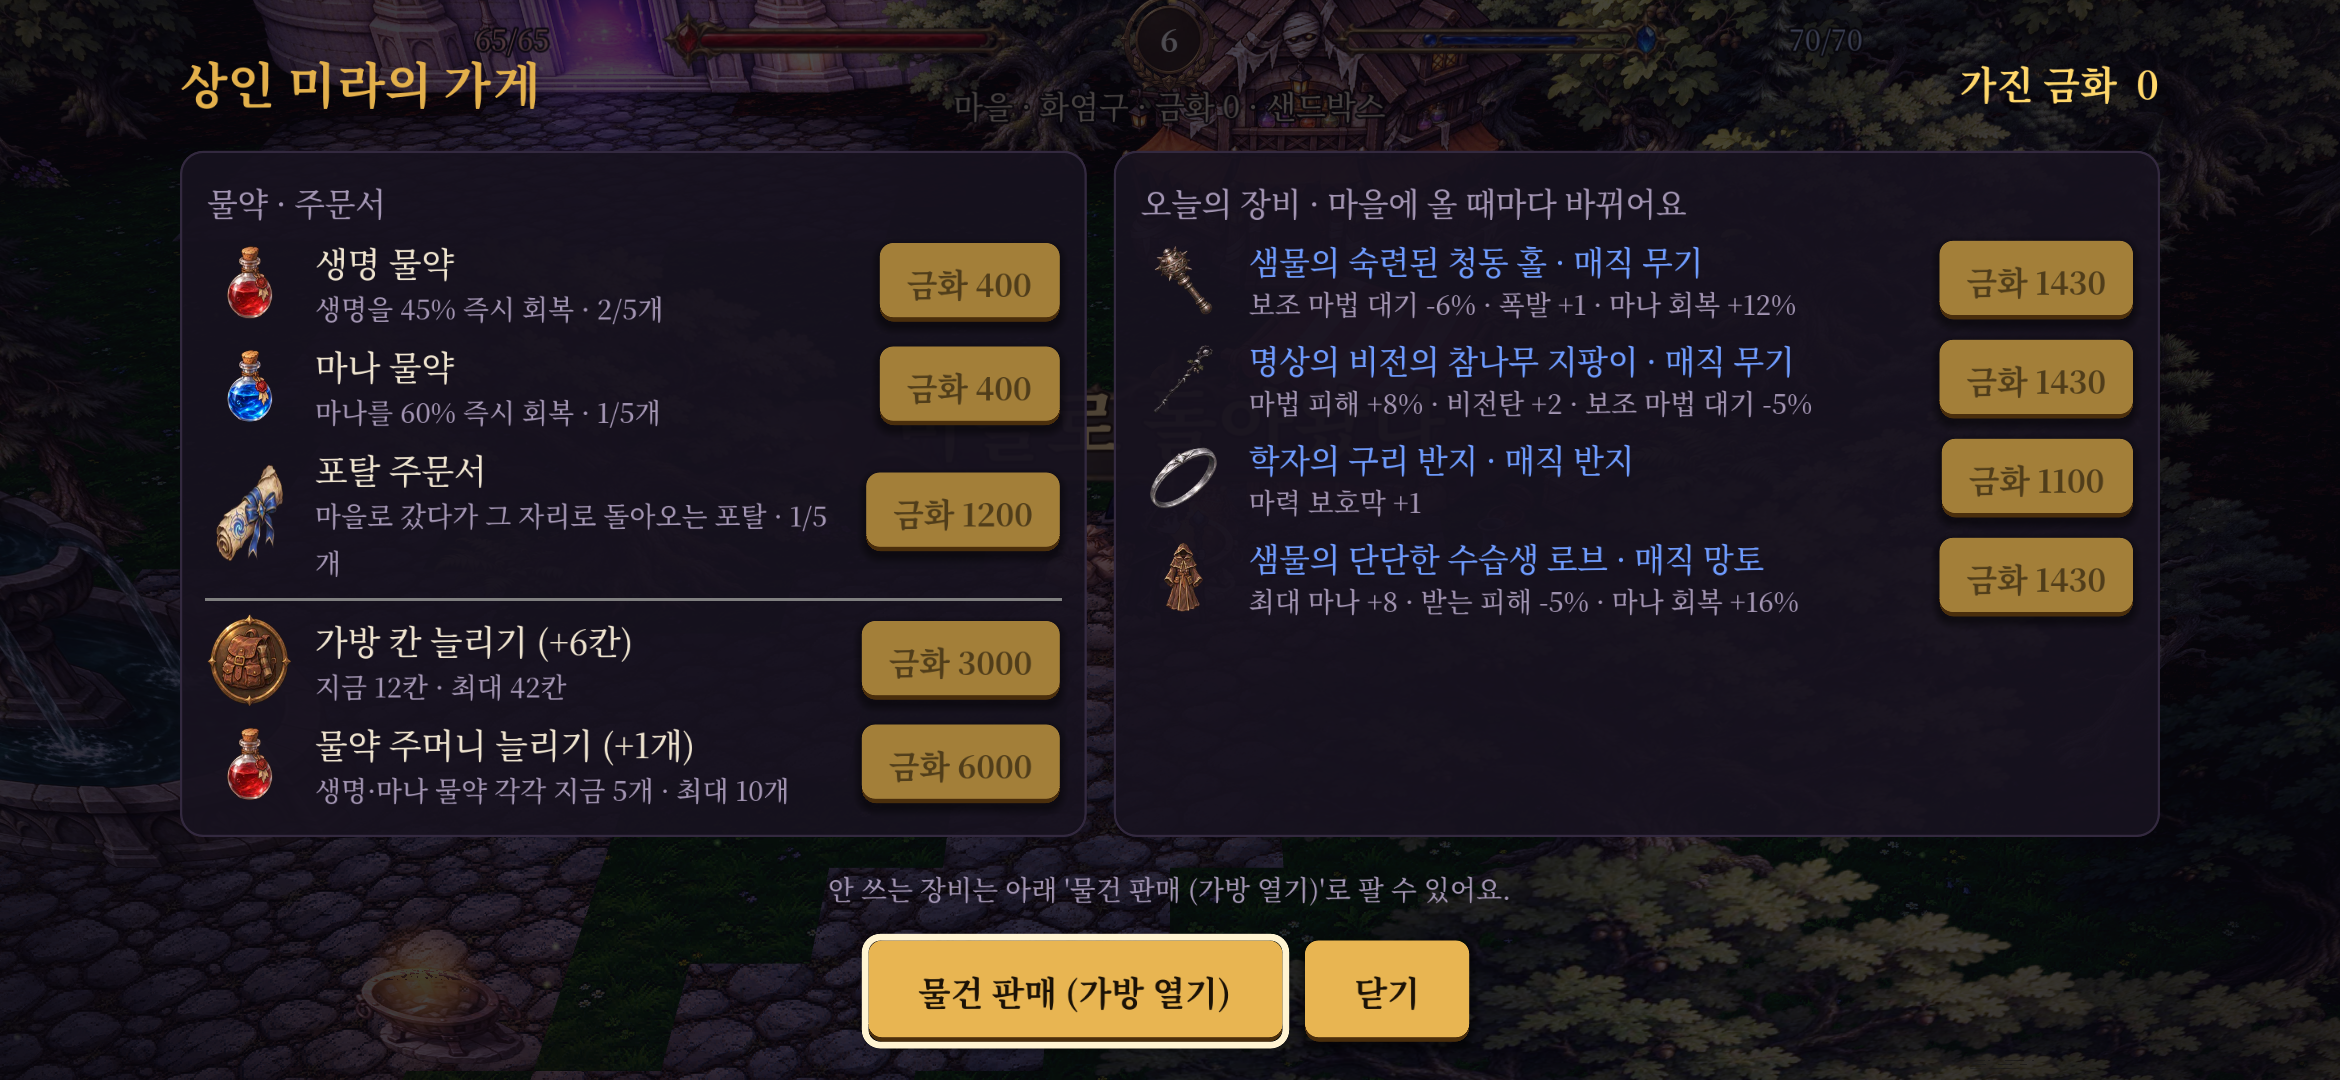 65/65
6
70/70
상인 미라의 가게
마을 · 화염구 · 금화 0 · 샌드박스
가진 금화 0
물약 · 주문서
생명 물약
생명을 45% 즉시 회복 · 2/5개
금화 400
마나 물약
마나를 60% 즉시 회복 · 1/5개
금화 400
포탈 주문서
마을로 갔다가 그 자리로 돌아오는 포탈 · 1/5
개
금화 1200
가방 칸 늘리기 (+6칸)
지금 12칸 · 최대 42칸
금화 3000
물약 주머니 늘리기 (+1개)
생명·마나 물약 각각 지금 5개 · 최대 10개
금화 6000
오늘의 장비 · 마을에 올 때마다 바뀌어요
샘물의 숙련된 청동 홀 · 매직 무기
보조 마법 대기 -6% · 폭발 +1 · 마나 회복 +12%
금화 1430
명상의 비전의 참나무 지팡이 · 매직 무기
마법 피해 +8% · 비전탄 +2 · 보조 마법 대기 -5%
금화 1430
학자의 구리 반지 · 매직 반지
마력 보호막 +1
금화 1100
샘물의 단단한 수습생 로브 · 매직 망토
최대 마나 +8 · 받는 피해 -5% · 마나 회복 +16%
금화 1430
안 쓰는 장비는 아래 '물건 판매 (가방 열기)'로 팔 수 있어요.
물건 판매 (가방 열기)
닫기